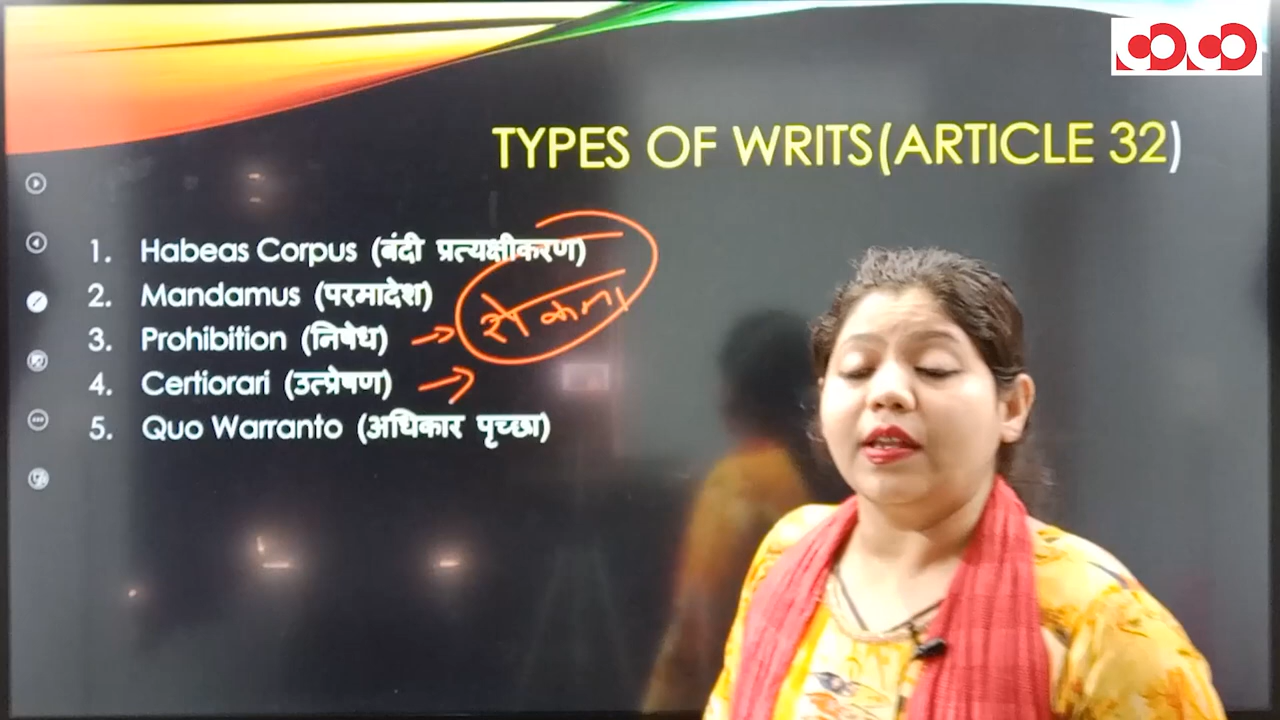 TYPES OF WRITS(ARTICLE 32)
1. Habeas Corpus (बंदी प्रत्यक्षीकरण)
2. Mandamus (परमादेश)
3. Prohibition (निषेध) → रोकना
4. Certiorari (उत्प्रेषण) →
5. Quo Warranto (अधिकार पृच्छा)